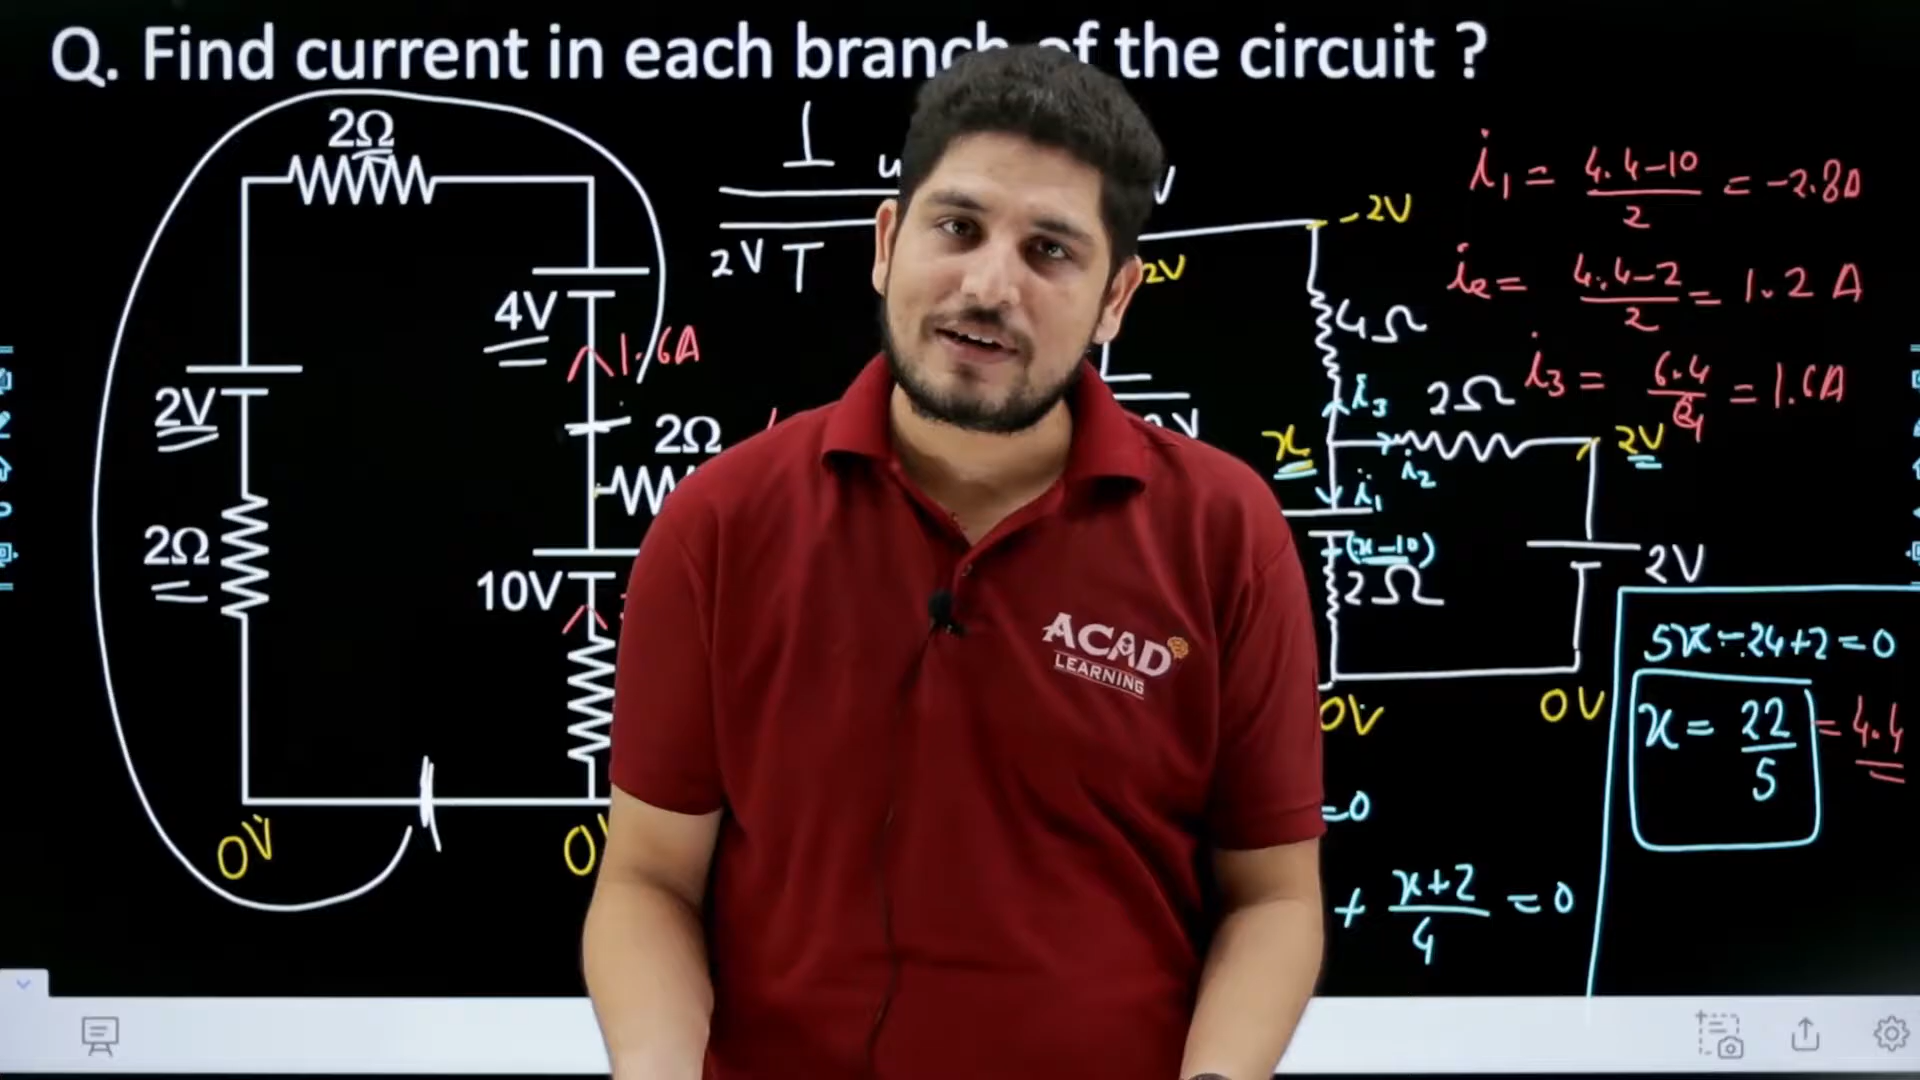 Q. Find current in each branch of the circuit ?
2Ω
4V
1.6A
2V
2Ω
2Ω
10V
0V
2V
2V
-2V
4Ω
i₃
2Ω
x
i₂
i₁
2V
(x-10)
2Ω
2V
0V
0V
i₁ = 4.4-10 / 2 = -2.8A
i₂ = 4.4-2 / 2 = 1.2 A
i₃ = 6.4 / 4 = 1.6A
5x-24+2=0
x = 22/5 = 4.4
=0
+ x+2 / 4 = 0
ACAD
LEARNING